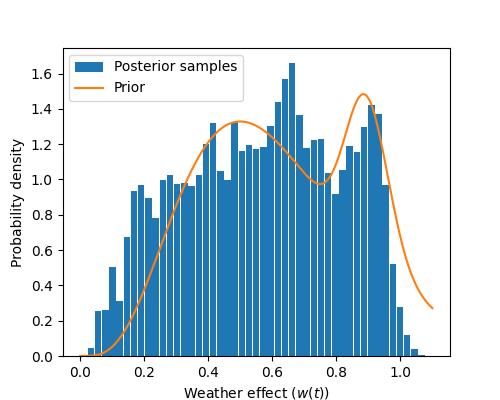 Posterior samples
Prior
Probability density
1.6
1.4
1.2
1.0
0.8
0.6
0.4
0.2
0.0
0.0 0.2 0.4 0.6 0.8 1.0
Weather effect (w(t))